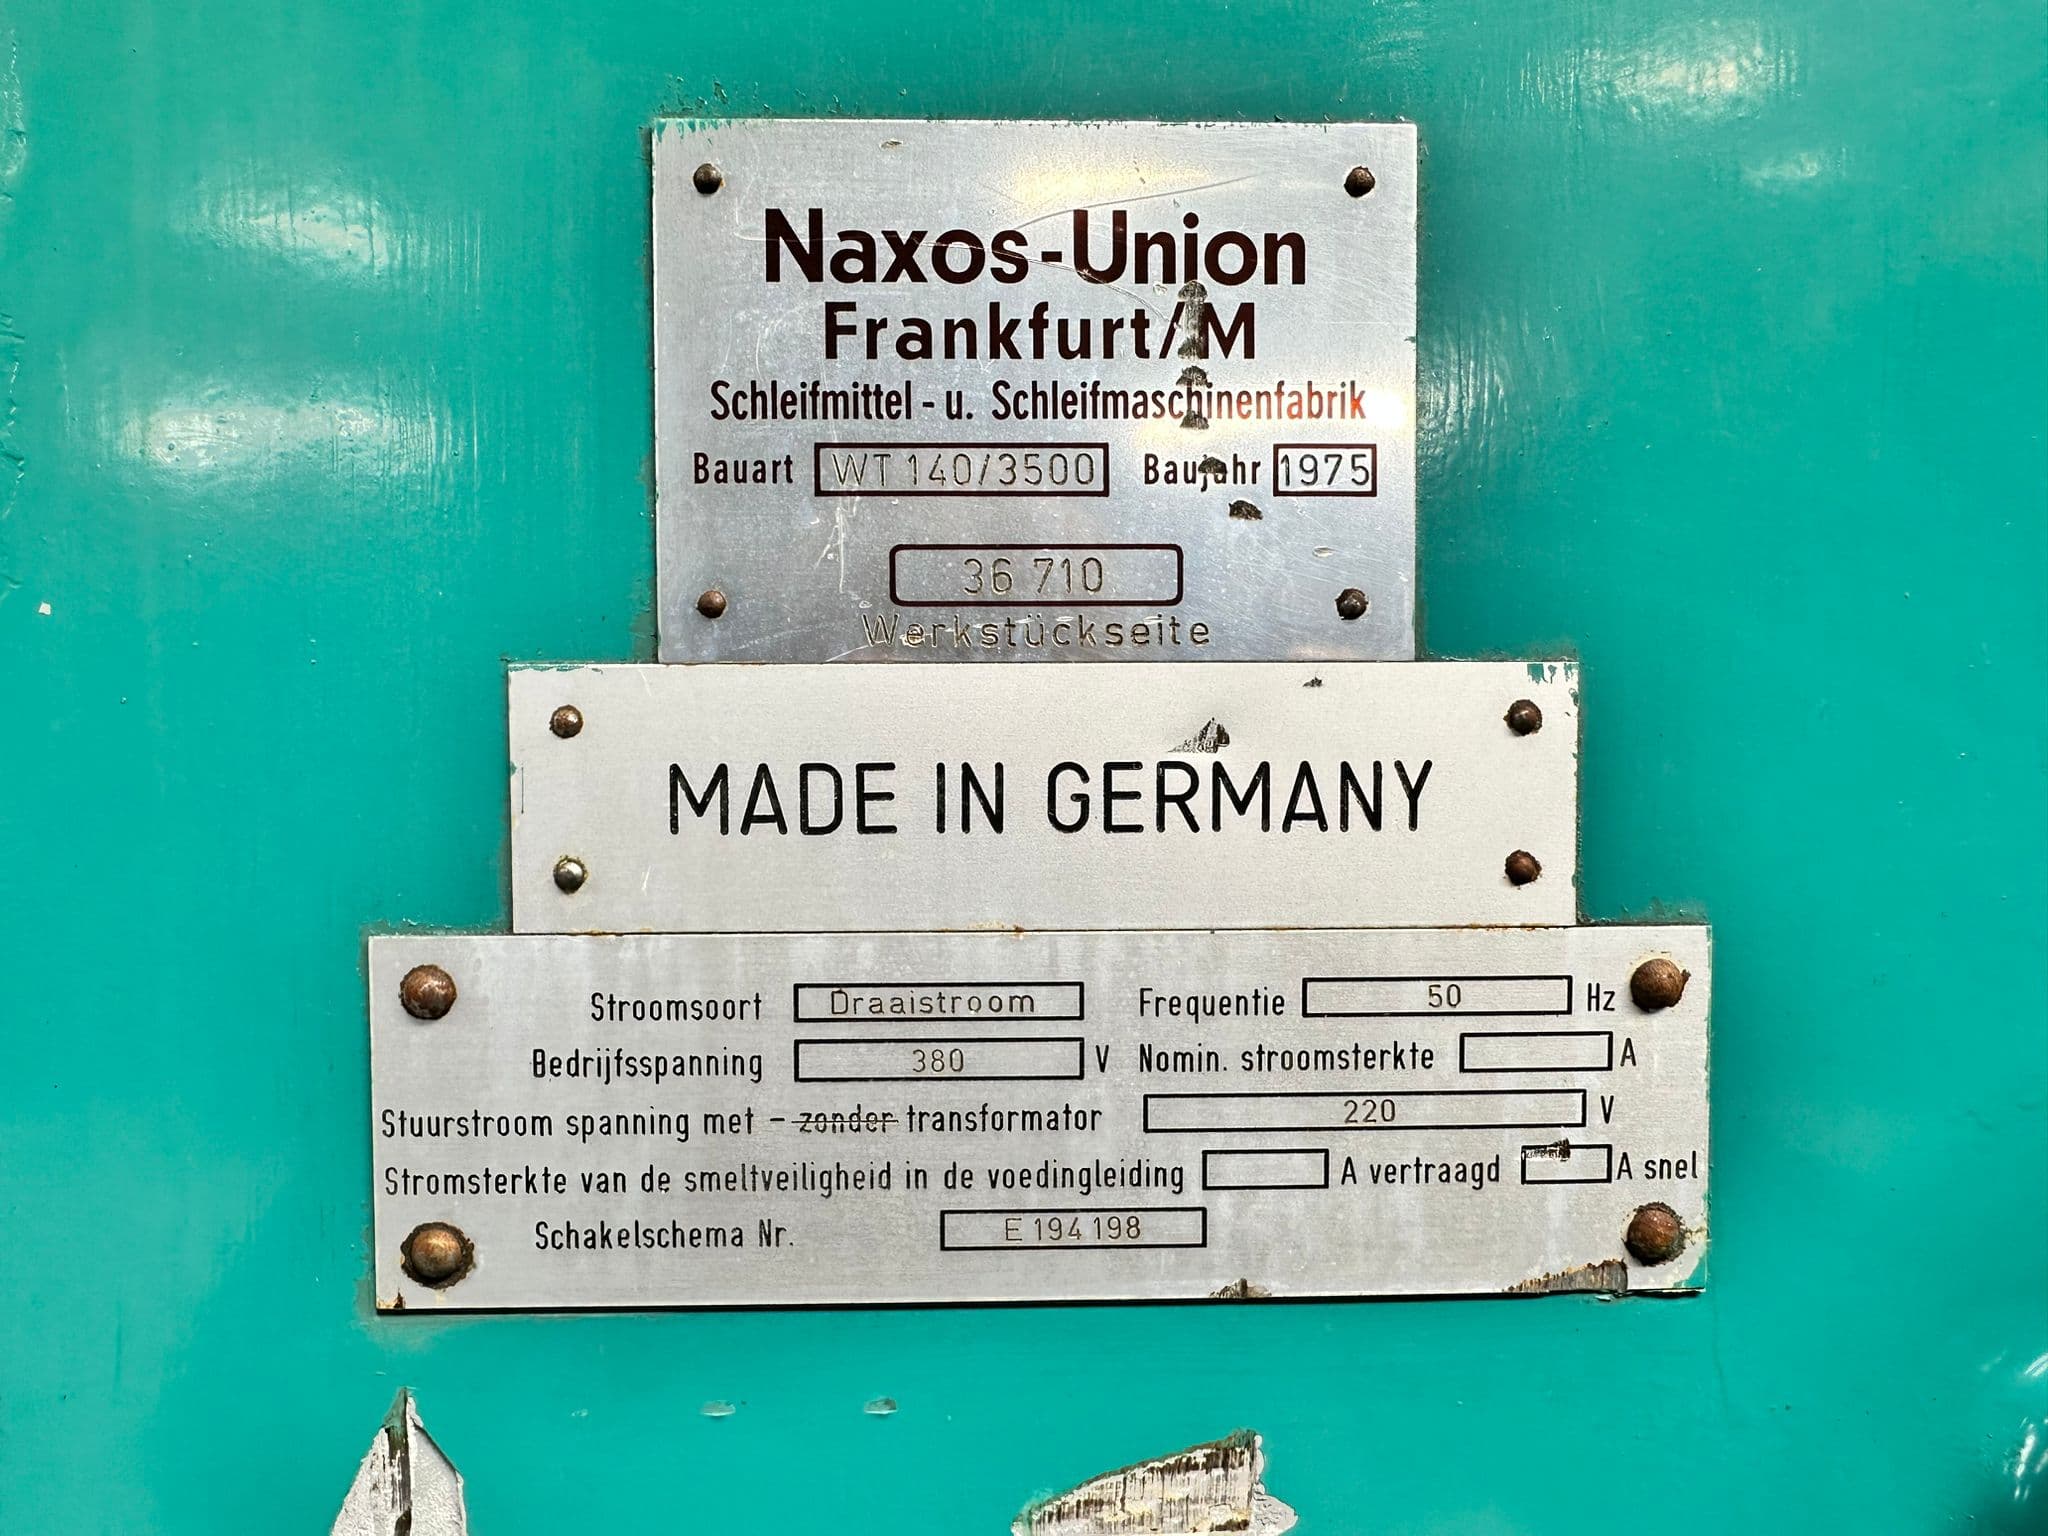 Naxos-Union
Frankfurt/M
Schleifmittel - u. Schleifmaschinenfabrik
Bauart WT 140/3500 Baujahr 1975
36 710
Werkstückseite
MADE IN GERMANY
Stroomsoort Draaistroom Frequentie 50 Hz
Bedrijfsspanning 380 V Nomin. stroomsterkte A
Stuurstroom spanning met - zonder transformator 220 V
Stromsterkte van de smeltveiligheid in de voedingleiding A vertraagd A snel
Schakelschema Nr. E 194 198